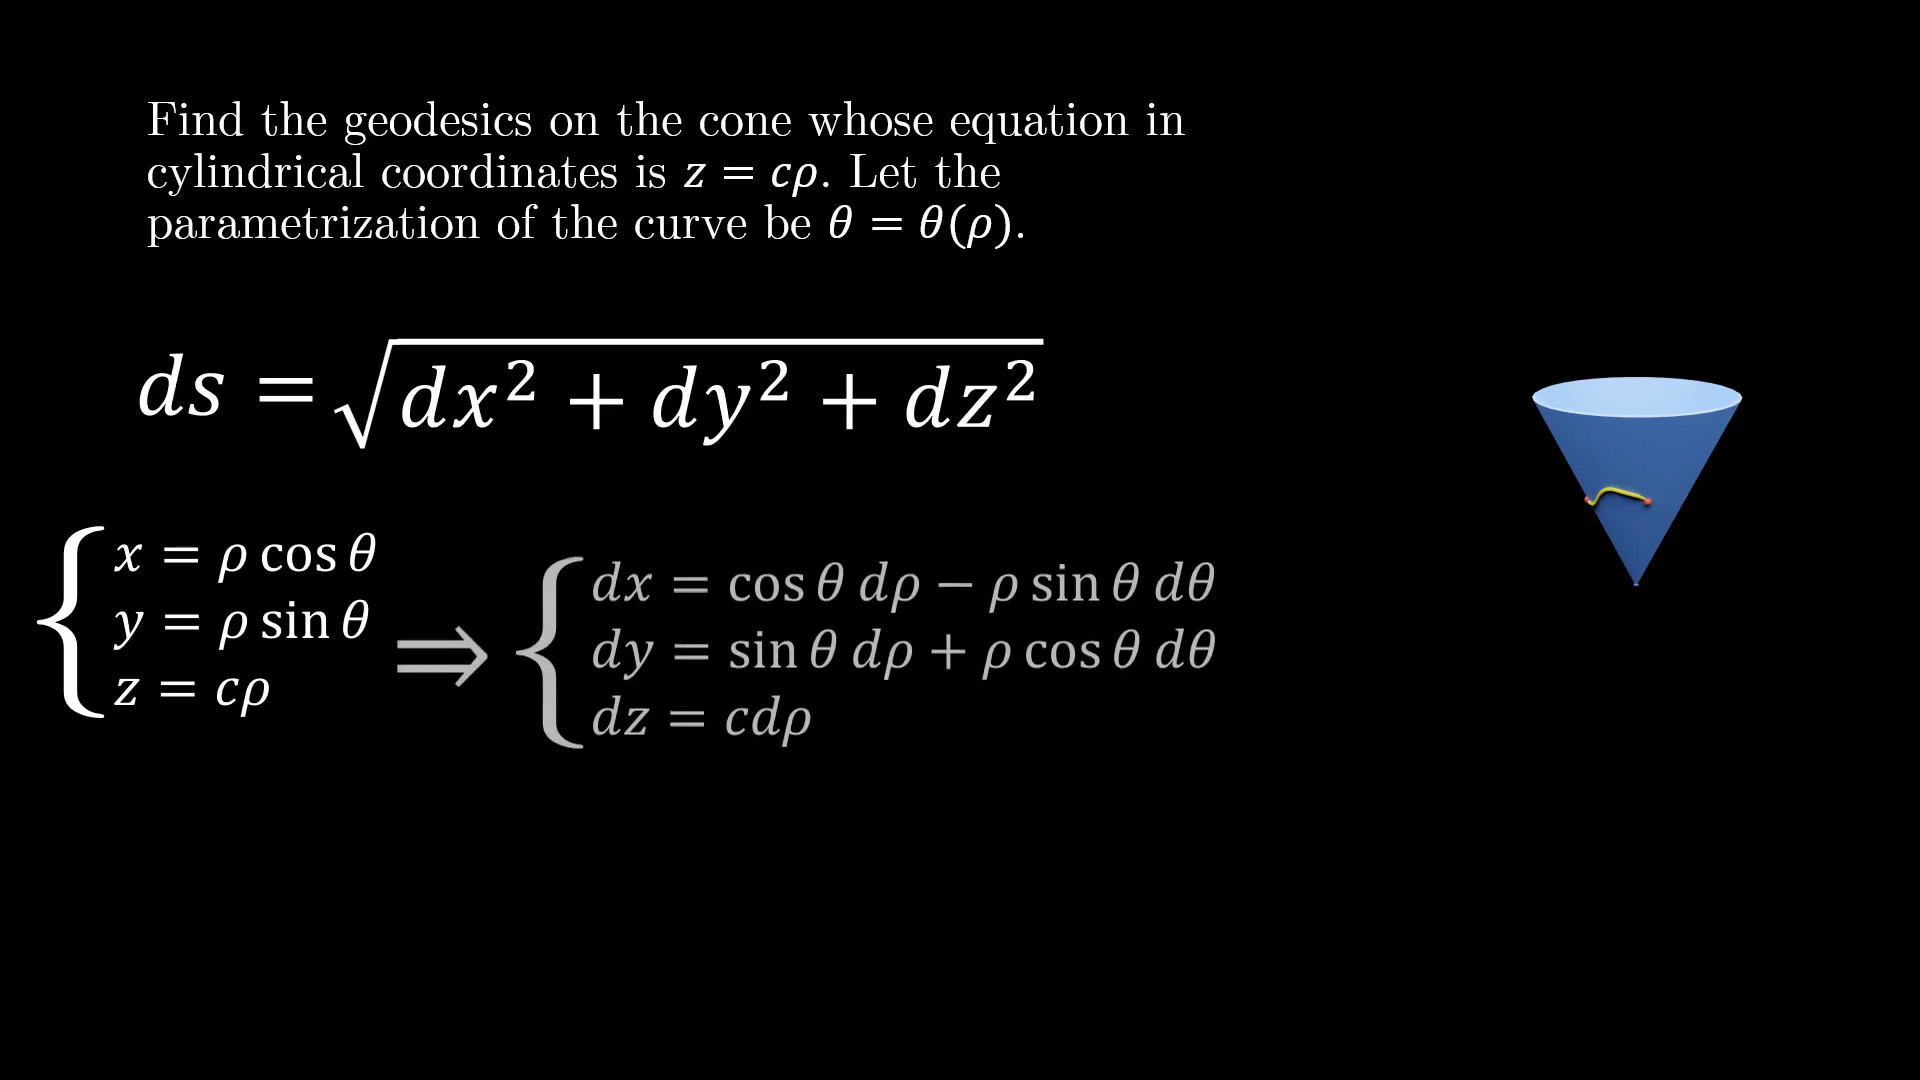 Find the geodesics on the cone whose equation in
cylindrical coordinates is z = cρ. Let the
parametrization of the curve be θ = θ(ρ).
ds = √(dx² + dy² + dz²)
{ x = ρ cos θ
y = ρ sin θ
z = cρ
⇒ { dx = cos θ dρ − ρ sin θ dθ
dy = sin θ dρ + ρ cos θ dθ
dz = cdρ